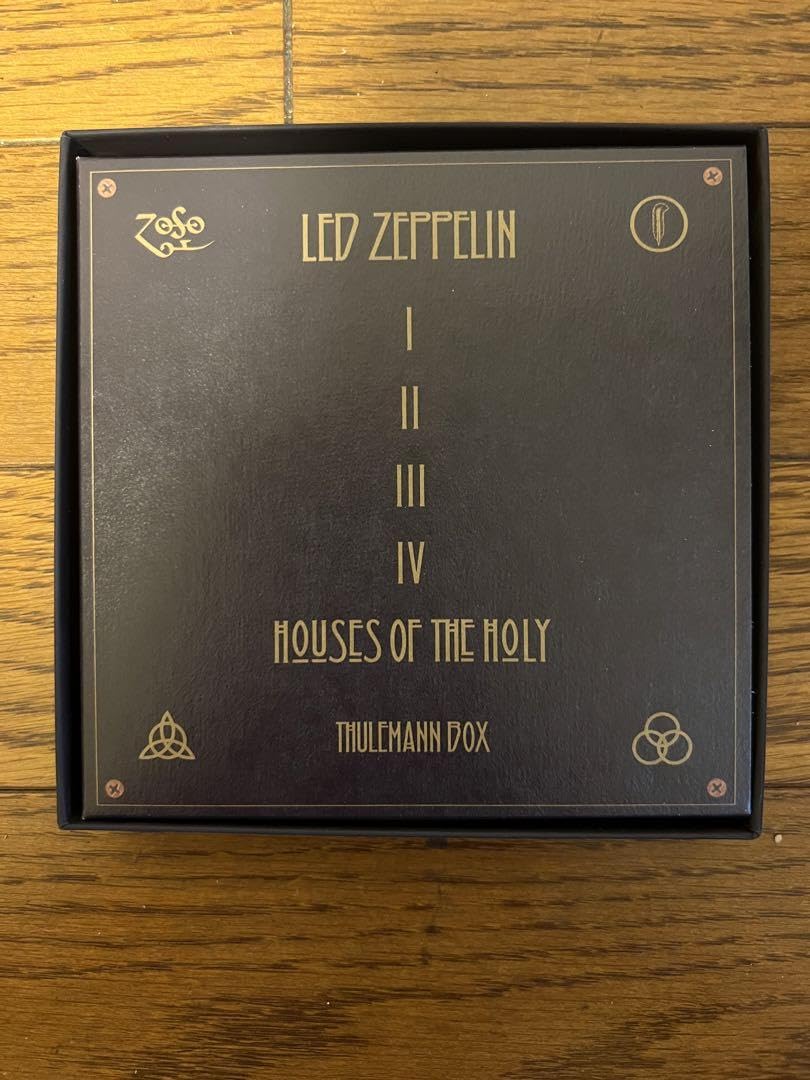 LED ZEPPELIN
I
II
III
IV
HOUSES OF THE HOLY
THULEMANN BOX